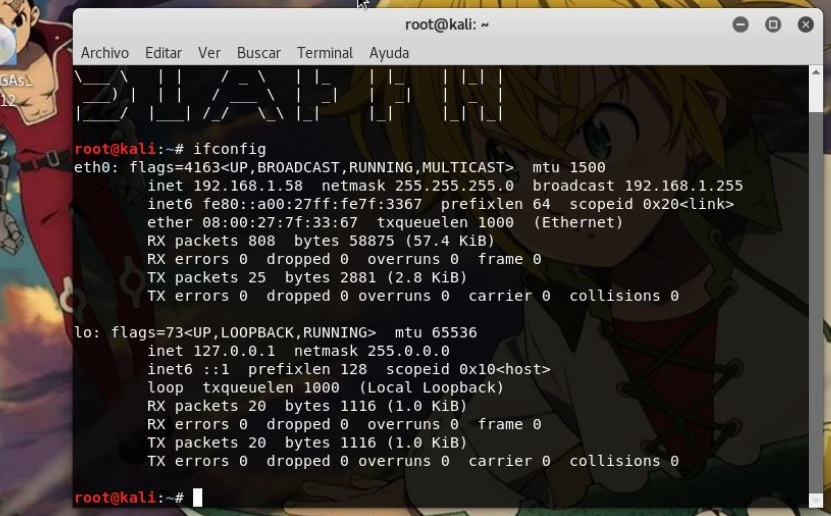 root@kali: ~
Archivo Editar Ver Buscar Terminal Ayuda
GAs_
12
root@kali:~# ifconfig
eth0: flags=4163<UP,BROADCAST,RUNNING,MULTICAST>  mtu 1500
        inet 192.168.1.58  netmask 255.255.255.0  broadcast 192.168.1.255
        inet6 fe80::a00:27ff:fe7f:3367  prefixlen 64  scopeid 0x20<link>
        ether 08:00:27:7f:33:67  txqueuelen 1000  (Ethernet)
        RX packets 808  bytes 58875 (57.4 KiB)
        RX errors 0  dropped 0  overruns 0  frame 0
        TX packets 25  bytes 2881 (2.8 KiB)
        TX errors 0  dropped 0 overruns 0  carrier 0  collisions 0
lo: flags=73<UP,LOOPBACK,RUNNING>  mtu 65536
        inet 127.0.0.1  netmask 255.0.0.0
        inet6 ::1  prefixlen 128  scopeid 0x10<host>
        loop  txqueuelen 1000  (Local Loopback)
        RX packets 20  bytes 1116 (1.0 KiB)
        RX errors 0  dropped 0  overruns 0  frame 0
        TX packets 20  bytes 1116 (1.0 KiB)
        TX errors 0  dropped 0 overruns 0  carrier 0  collisions 0
root@kali:~#